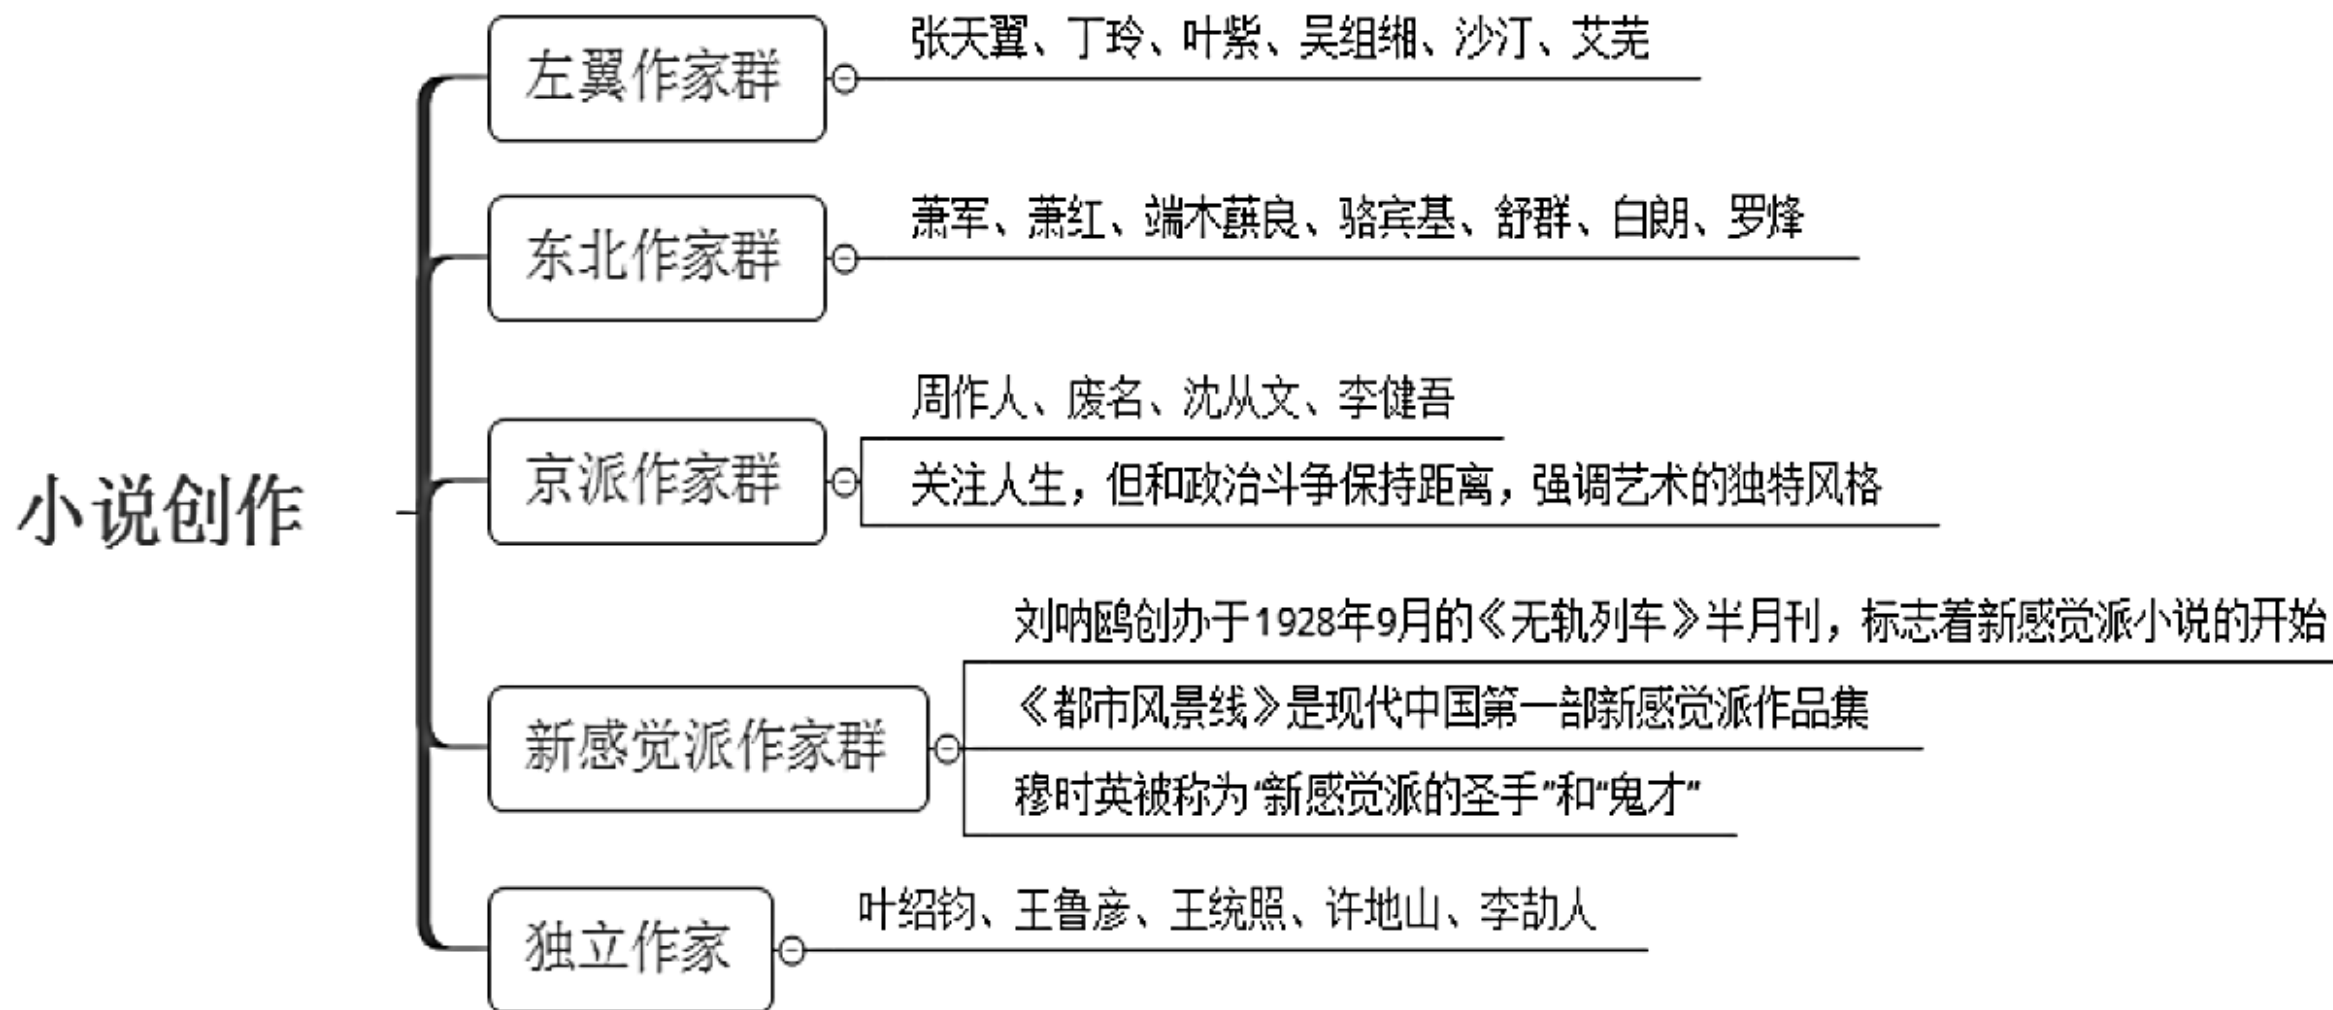 小说创作
左翼作家群
张天翼、丁玲、叶紫、吴组缃、沙汀、艾芜
东北作家群
萧军、萧红、端木蕻良、骆宾基、舒群、白朗、罗烽
京派作家群
周作人、废名、沈从文、李健吾
关注人生，但和政治斗争保持距离，强调艺术的独特风格
新感觉派作家群
刘呐鸥创办于1928年9月的《无轨列车》半月刊，标志着新感觉派小说的开始
《都市风景线》是现代中国第一部新感觉派作品集
穆时英被称为“新感觉派的圣手”和“鬼才”
独立作家
叶绍钧、王鲁彦、王统照、许地山、李劼人